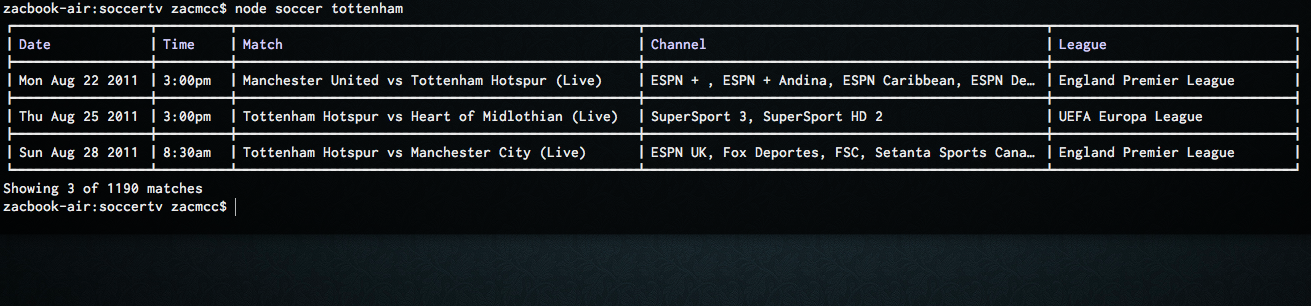 zacbook-air:soccertv zacmcc$ node soccer tottenham
Date Time Match Channel League
Mon Aug 22 2011 3:00pm Manchester United vs Tottenham Hotspur (Live) ESPN + , ESPN + Andina, ESPN Caribbean, ESPN De… England Premier League
Thu Aug 25 2011 3:00pm Tottenham Hotspur vs Heart of Midlothian (Live) SuperSport 3, SuperSport HD 2 UEFA Europa League
Sun Aug 28 2011 8:30am Tottenham Hotspur vs Manchester City (Live) ESPN UK, Fox Deportes, FSC, Setanta Sports Cana… England Premier League
Showing 3 of 1190 matches
zacbook-air:soccertv zacmcc$